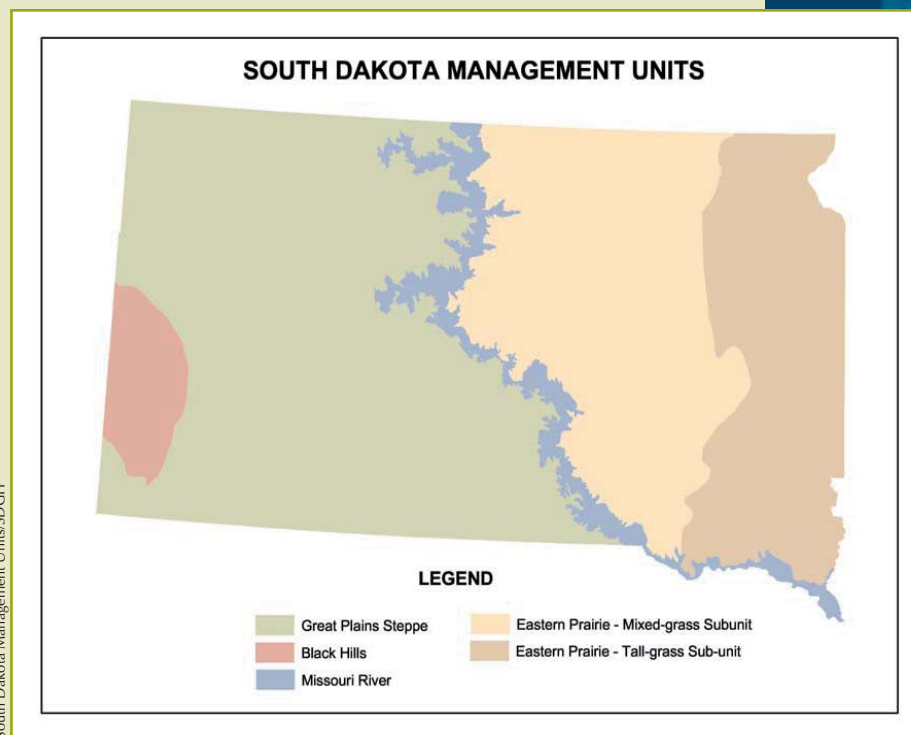 SOUTH DAKOTA MANAGEMENT UNITS
LEGEND
Great Plains Steppe
Black Hills
Missouri River
Eastern Prairie - Mixed-grass Subunit
Eastern Prairie - Tall-grass Sub-unit
South Dakota Management Units/SDGFP